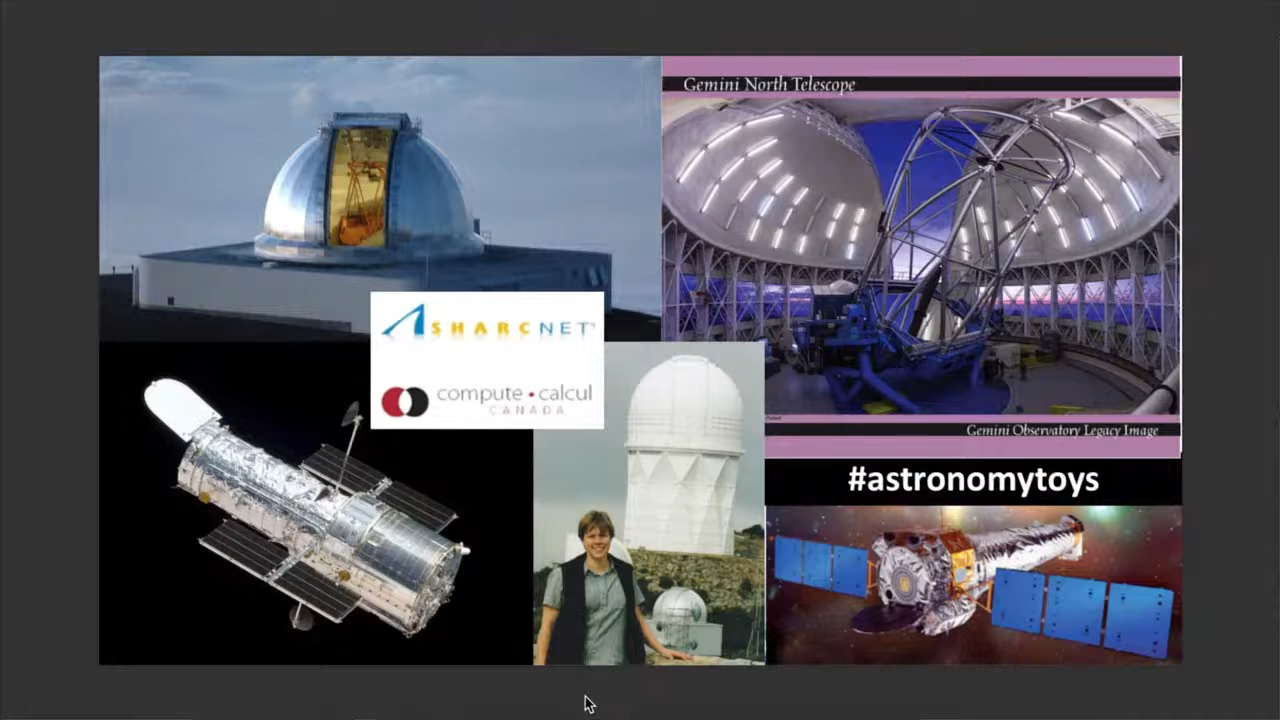 Gemini North Telescope
SHARCNET
compute • calcul
CANADA
Gemini Observatory Legacy Image
#astronomytoys